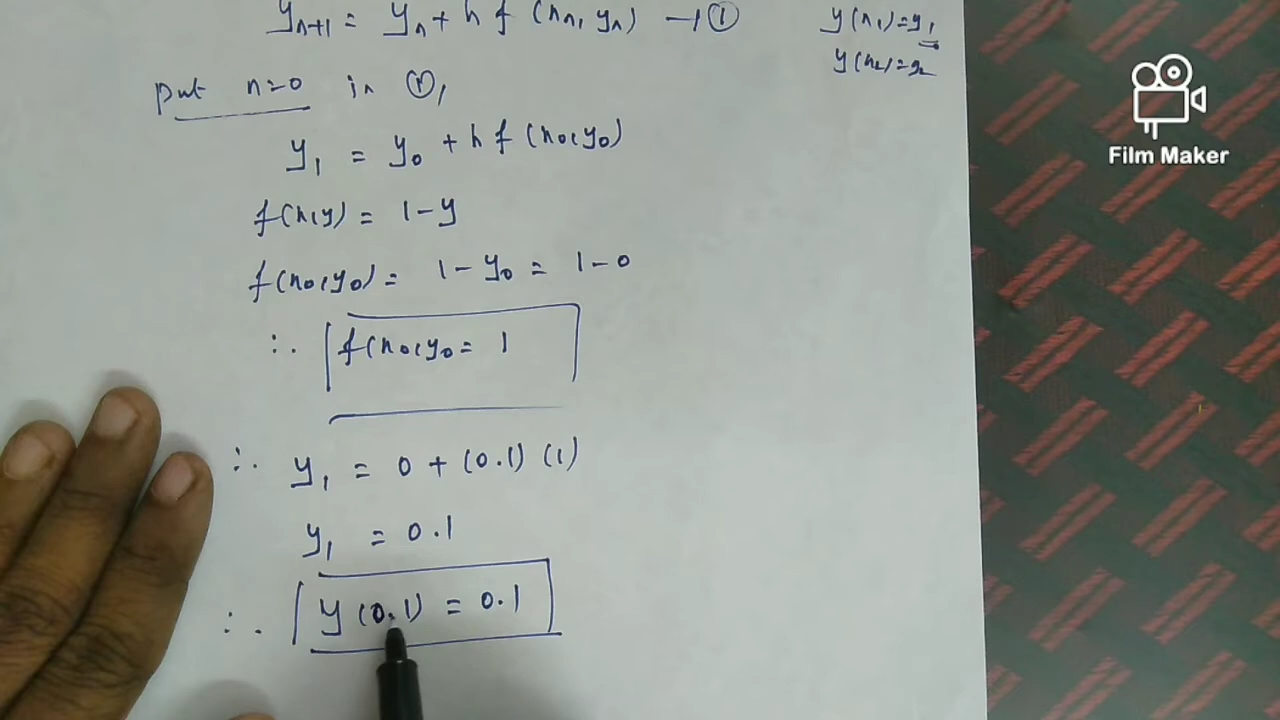 yₙ₊₁ = yₙ + h f (xₙ, yₙ) —① y(x₁)=y₁
y(x₂)=y₂
put n=0 in ①,
y₁ = y₀ + h f (x₀, y₀)
f(x,y) = 1-y
f(x₀,y₀) = 1-y₀ = 1-0
∴ f(x₀,y₀ = 1
∴ y₁ = 0 + (0.1) (1)
y₁ = 0.1
∴ y (0.1) = 0.1
Film Maker